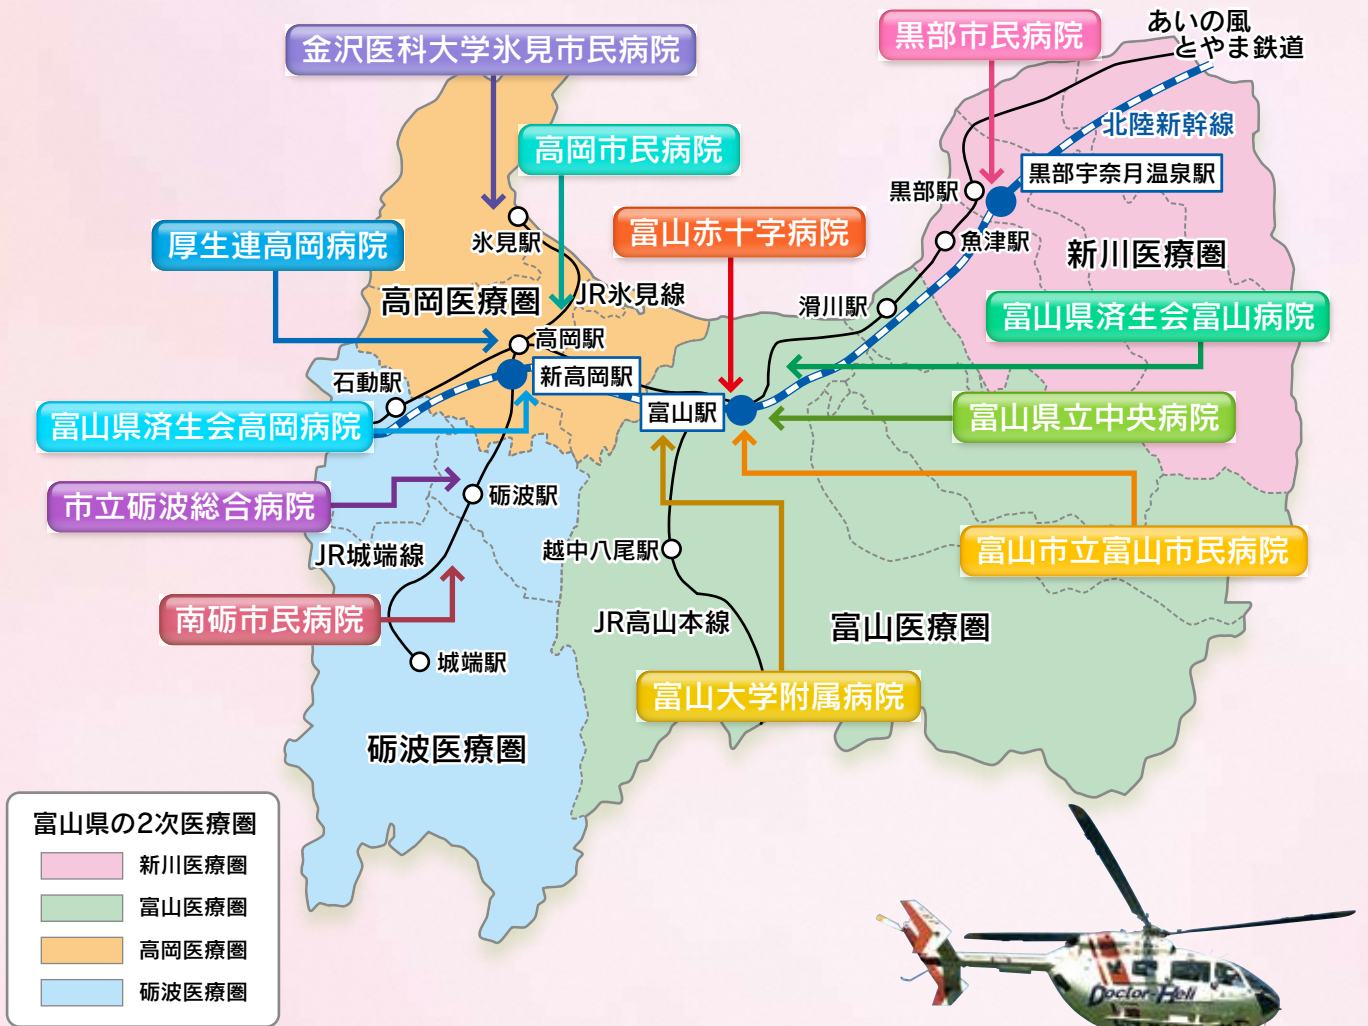 金沢医科大学氷見市民病院
黒部市民病院
あいの風
とやま鉄道
北陸新幹線
高岡市民病院
黒部宇奈月温泉駅
黒部駅
厚生連高岡病院
氷見駅
富山赤十字病院
魚津駅
新川医療圏
高岡医療圏
JR氷見線
滑川駅
富山県済生会富山病院
高岡駅
石動駅
新高岡駅
富山駅
富山県済生会高岡病院
富山県立中央病院
市立砺波総合病院
砺波駅
JR城端線
越中八尾駅
富山市立富山市民病院
南砺市民病院
JR高山本線
富山医療圏
城端駅
富山大学附属病院
砺波医療圏
富山県の2次医療圏
新川医療圏
富山医療圏
高岡医療圏
砺波医療圏
Doctor-Heli